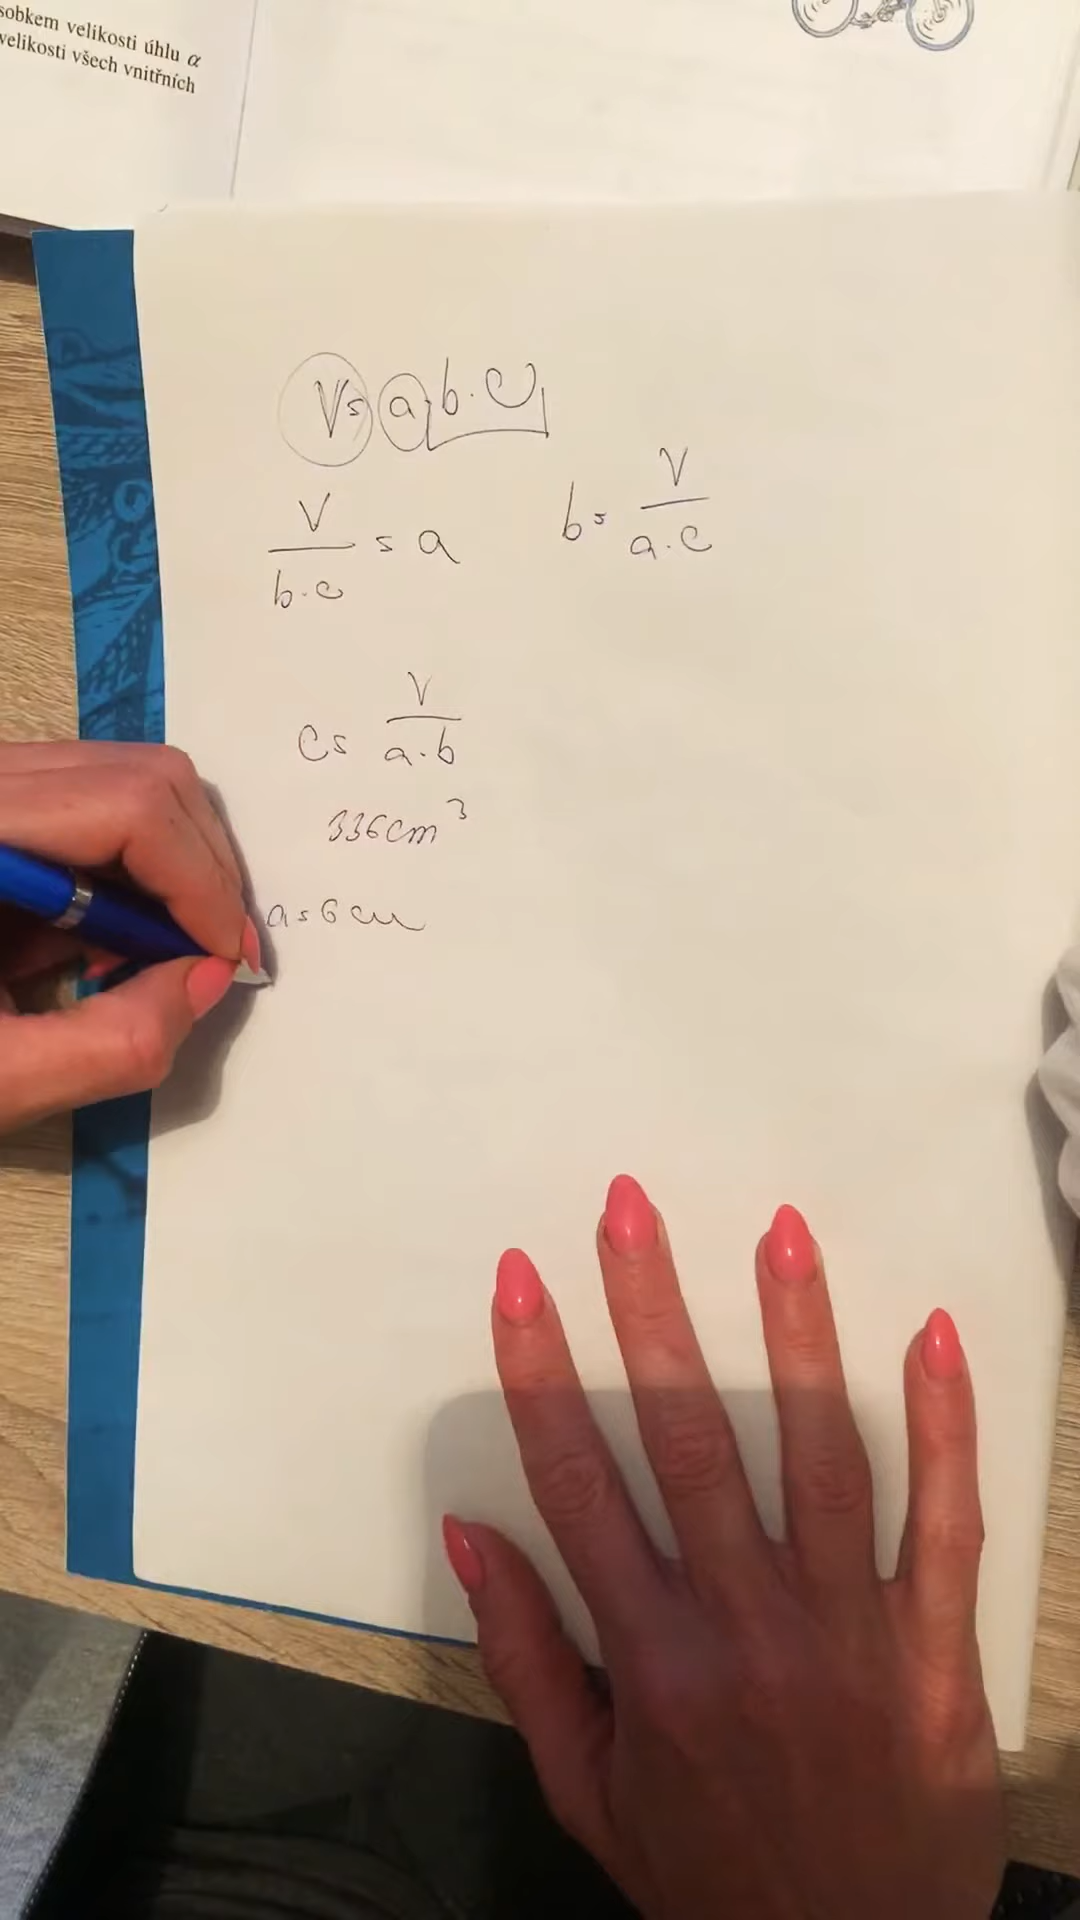 sobkem velikosti úhlu α
velikosti všech vnitřních
V = a · b · c
V / b · c = a
b = V / a · c
c = V / a · b
336 cm³
a = 6 cm